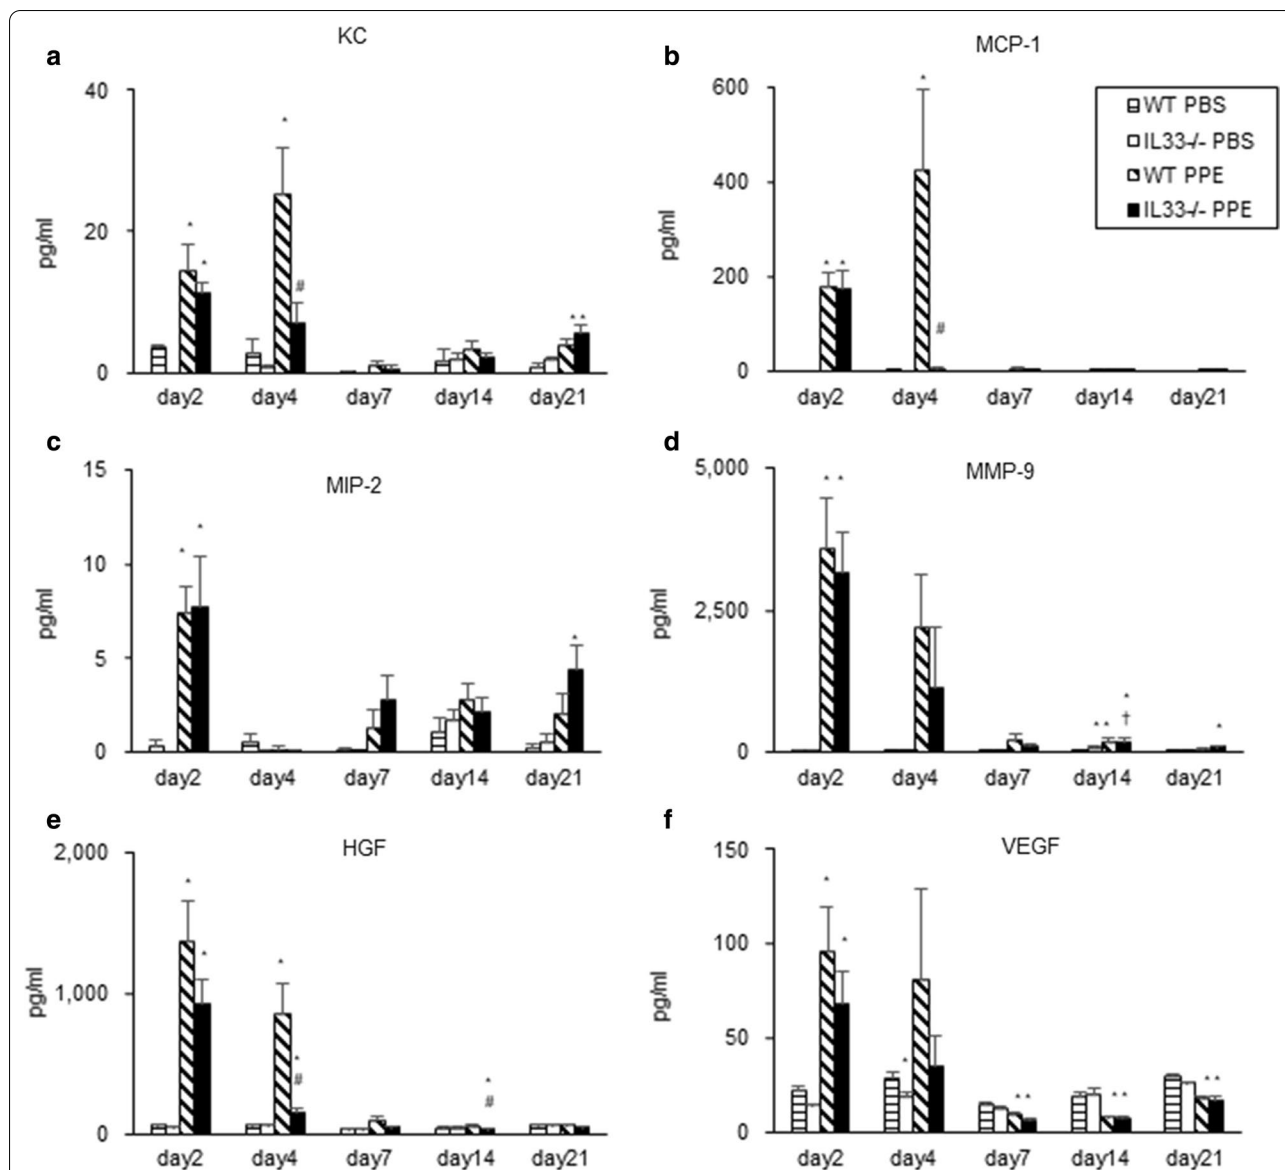 a
KC
40
20
0
pg/ml
*
*
*
#
* *
day2 day4 day7 day14 day21
b
MCP-1
600
400
200
0
pg/ml
* *
*
#
day2 day4 day7 day14 day21
WT PBS
IL33-/- PBS
WT PPE
IL33-/- PPE
c
MIP-2
15
10
5
0
pg/ml
*
*
*
day2 day4 day7 day14 day21
d
MMP-9
5,000
2,500
0
pg/ml
* *
* *
*
†
*
day2 day4 day7 day14 day21
e
HGF
2,000
1,000
0
pg/ml
*
*
*
*
#
*
#
day2 day4 day7 day14 day21
f
VEGF
150
100
50
0
pg/ml
*
*
*
* *
* *
* *
day2 day4 day7 day14 day21